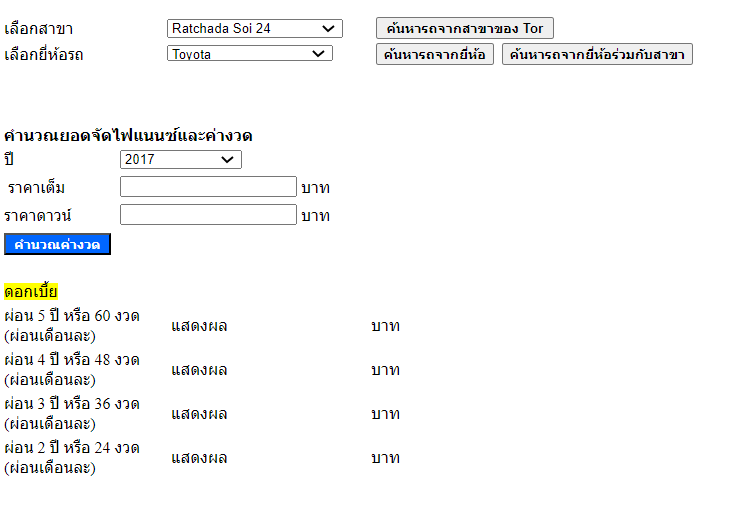 เลือกสาขา Ratchada Soi 24 ค้นหารถจากสาขาของ Tor
เลือกยี่ห้อรถ Toyota ค้นหารถจากยี่ห้อ ค้นหารถจากยี่ห้อร่วมกับสาขา
คำนวณยอดจัดไฟแนนซ์และค่างวด
ปี 2017
ราคาเต็ม บาท
ราคาดาวน์ บาท
คำนวณค่างวด
ดอกเบี้ย
ผ่อน 5 ปี หรือ 60 งวด
(ผ่อนเดือนละ) แสดงผล บาท
ผ่อน 4 ปี หรือ 48 งวด
(ผ่อนเดือนละ) แสดงผล บาท
ผ่อน 3 ปี หรือ 36 งวด
(ผ่อนเดือนละ) แสดงผล บาท
ผ่อน 2 ปี หรือ 24 งวด
(ผ่อนเดือนละ) แสดงผล บาท